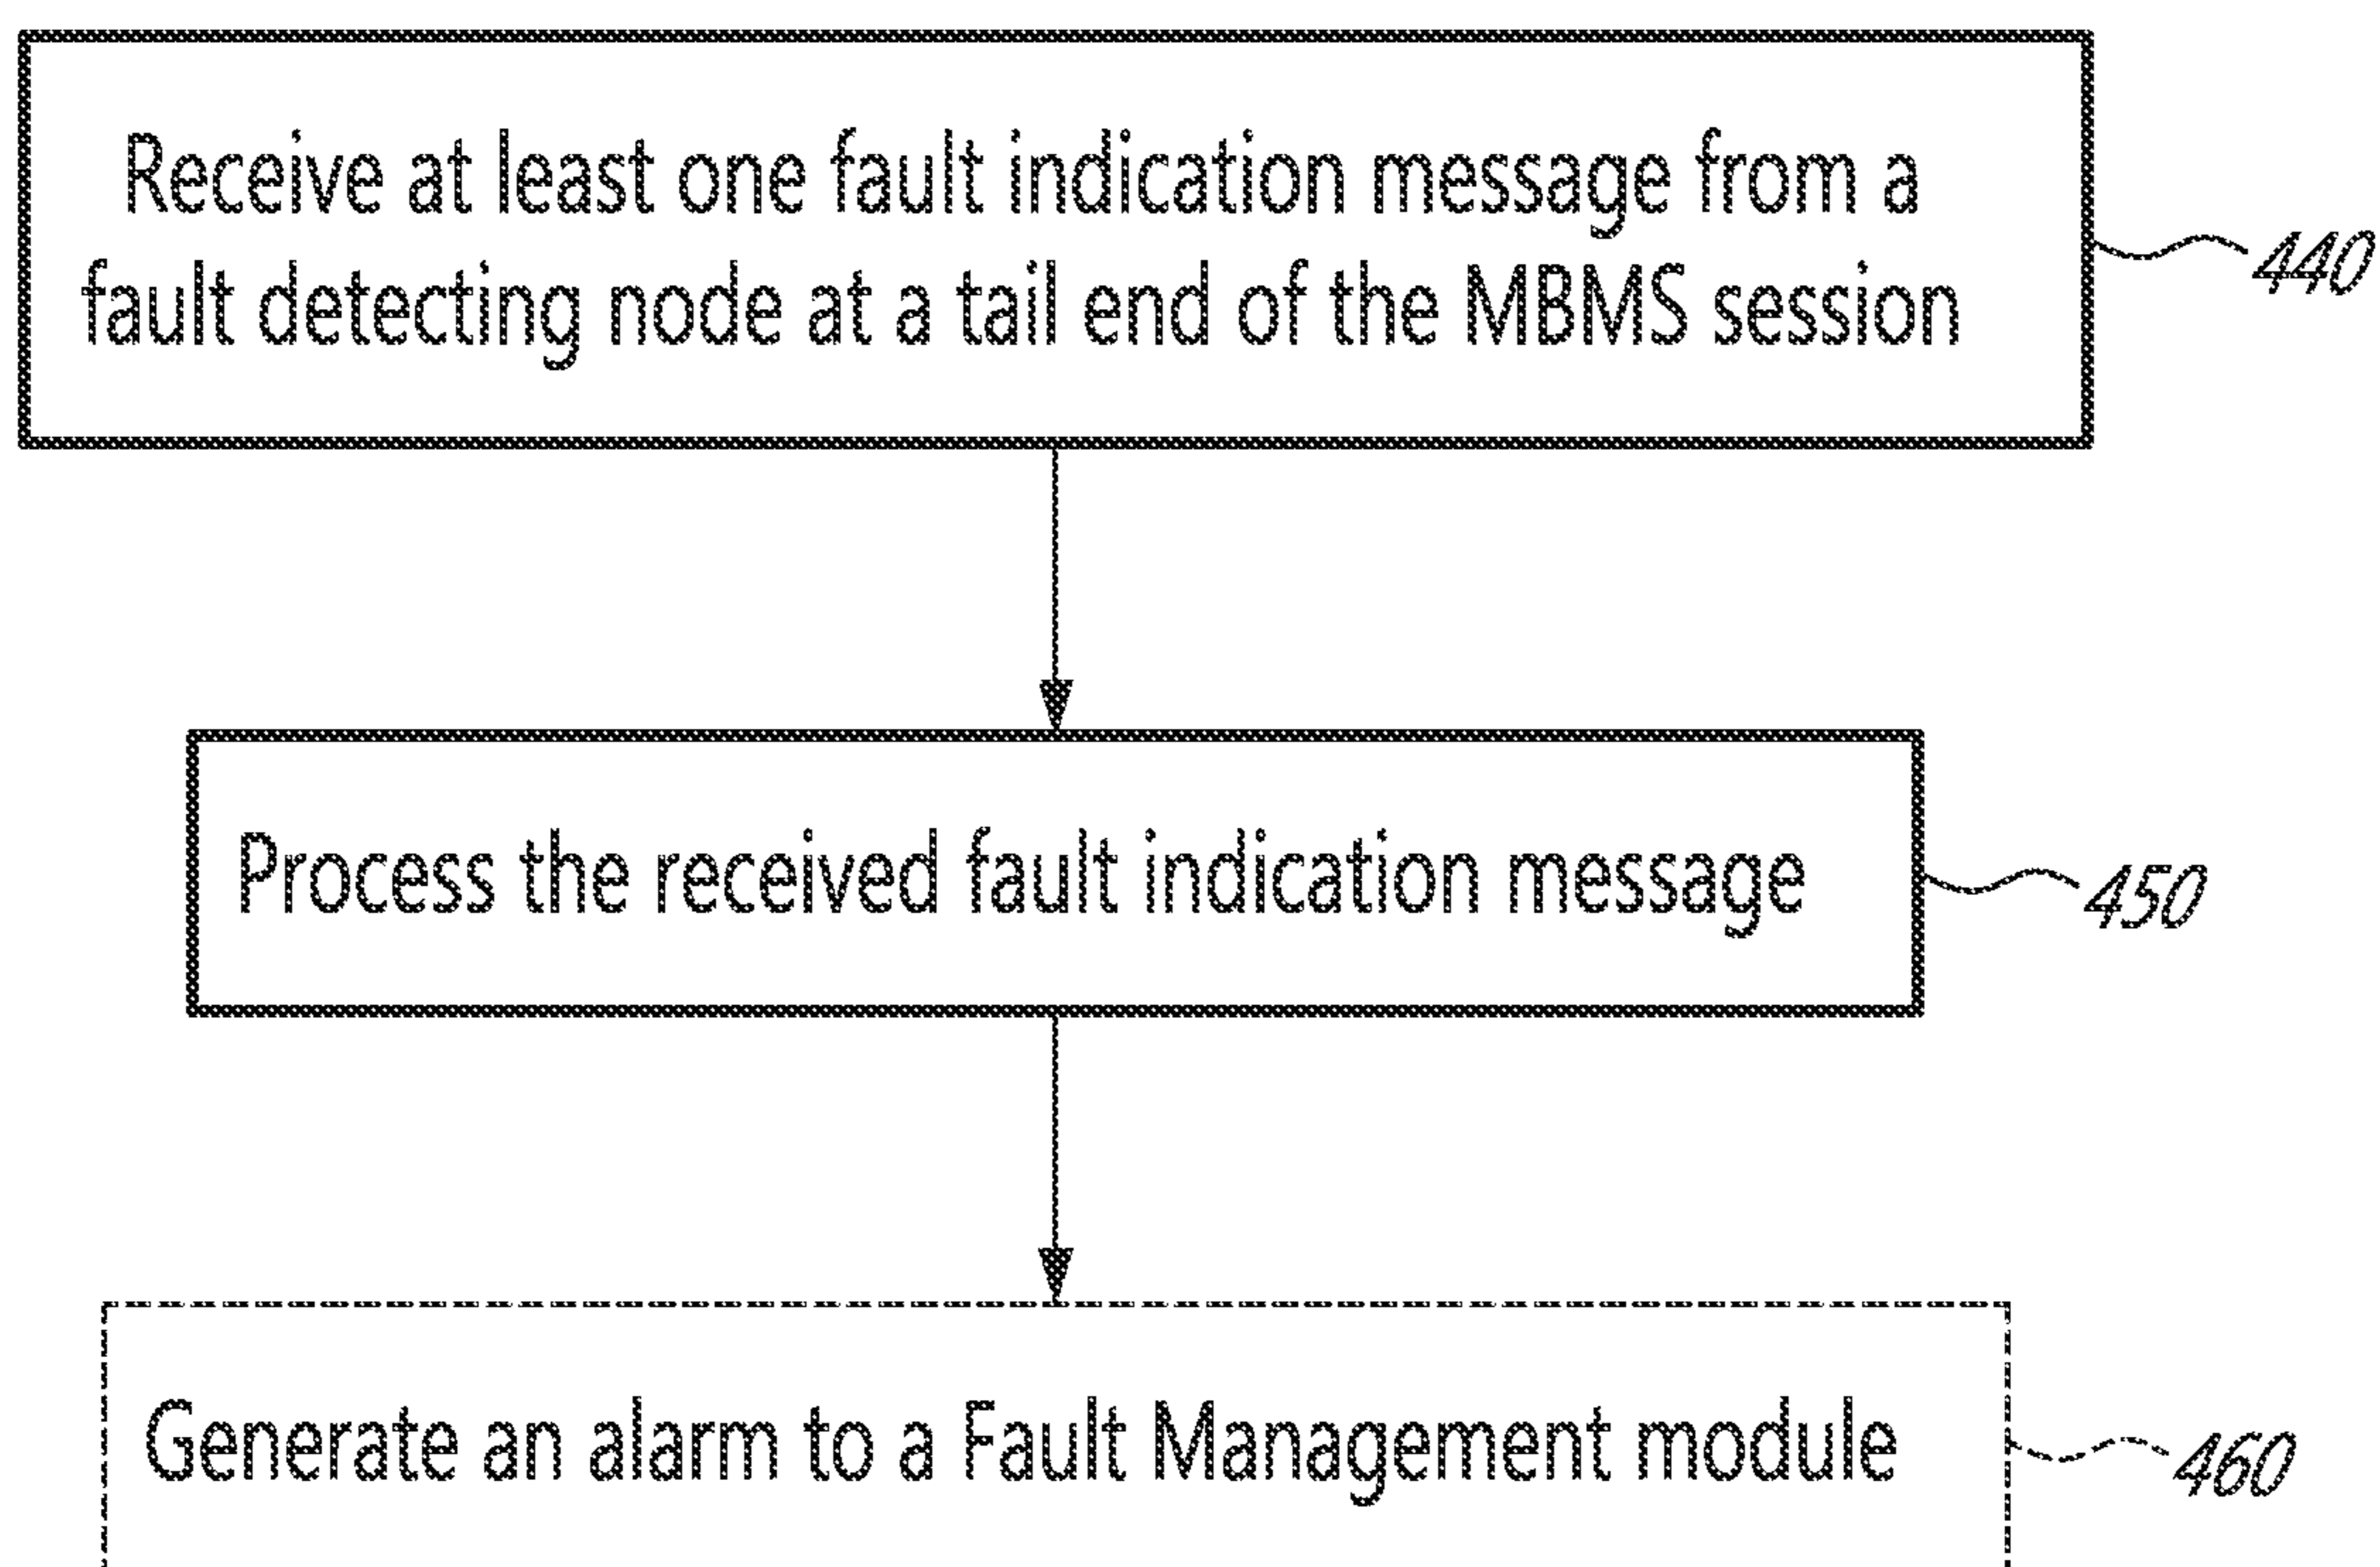 Receive at least one fault indication message from a
fault detecting node at a tail end of the MBMS session
440
Process the received fault indication message
450
Generate an alarm to a Fault Management module
460